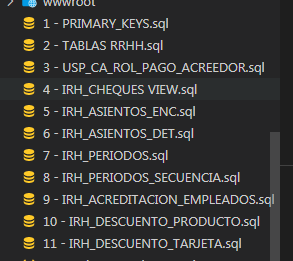 wwwroot
1 - PRIMARY_KEYS.sql
2 - TABLAS RRHH.sql
3 - USP_CA_ROL_PAGO_ACREEDOR.sql
4 - IRH_CHEQUES VIEW.sql
5 - IRH_ASIENTOS_ENC.sql
6 - IRH_ASIENTOS_DET.sql
7 - IRH_PERIODOS.sql
8 - IRH_PERIODOS_SECUENCIA.sql
9 - IRH_ACREDITACION_EMPLEADOS.sql
10 - IRH_DESCUENTO_PRODUCTO.sql
11 - IRH_DESCUENTO_TARJETA.sql